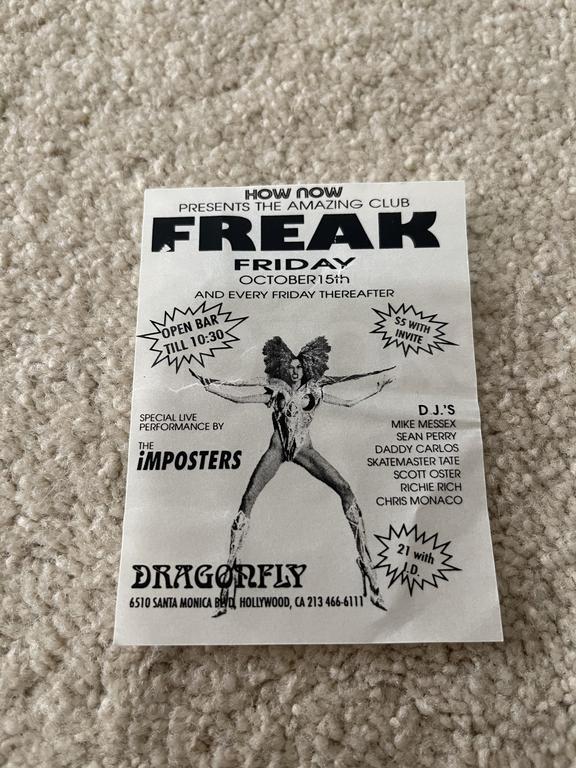 HOW NOW
PRESENTS THE AMAZING CLUB
FREAK
FRIDAY
OCTOBER 15th
AND EVERY FRIDAY THEREAFTER
OPEN BAR
TILL 10:30
$5 WITH
INVITE
SPECIAL LIVE
PERFORMANCE BY
THE
iMPOSTERS
D.J.'S
MIKE MESSEX
SEAN PERRY
DADDY CARLOS
SKATEMASTER TATE
SCOTT OSTER
RICHIE RICH
CHRIS MONACO
21 with
I.D.
DRAGONFLY
6510 SANTA MONICA BLVD, HOLLYWOOD, CA 213 466-6111